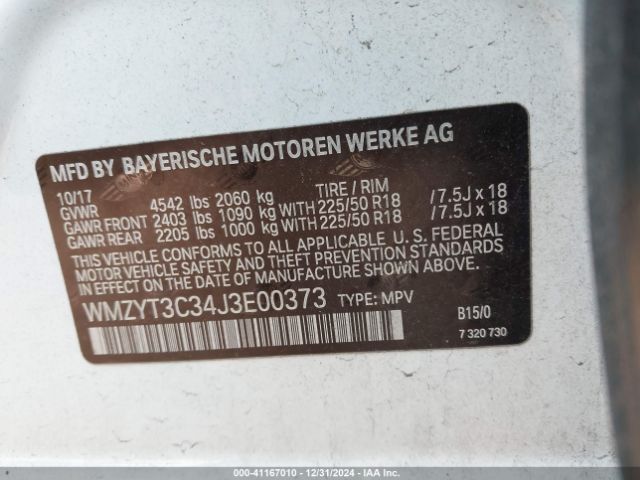 MFD BY BAYERISCHE MOTOREN WERKE AG
10/17
GVWR 4542 lbs 2060 kg TIRE / RIM
GAWR FRONT 2403 lbs 1090 kg WITH 225/50 R18 /7.5J x 18
GAWR REAR 2205 lbs 1000 kg WITH 225/50 R18 /7.5J x 18
THIS VEHICLE CONFORMS TO ALL APPLICABLE U. S. FEDERAL
MOTOR VEHICLE SAFETY AND THEFT PREVENTION STANDARDS
IN EFFECT ON THE DATE OF MANUFACTURE SHOWN ABOVE.
WMZYT3C34J3E00373 TYPE: MPV B15/0
7 320 730
000-41167010 - 12/31/2024 - IAA Inc.